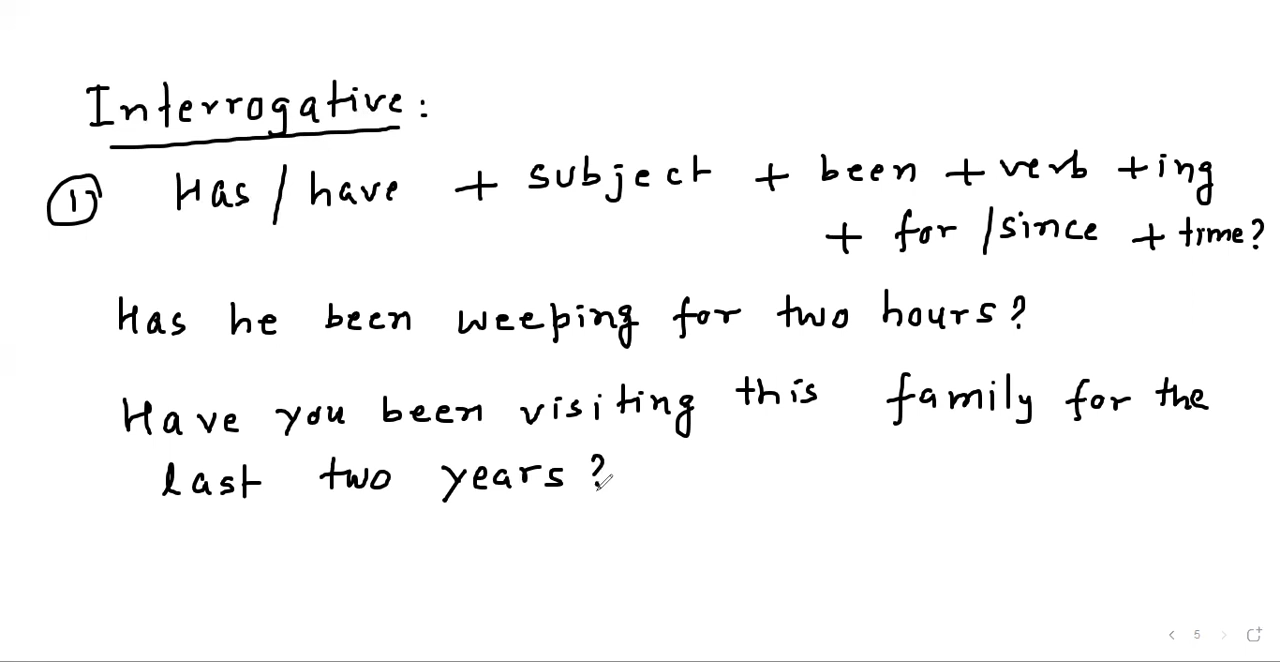 Interrogative:
① Has/have + subject + been + verb +ing
+ for/since + time?
Has he been weeping for two hours?
Have you been visiting this family for the
last two years?
5